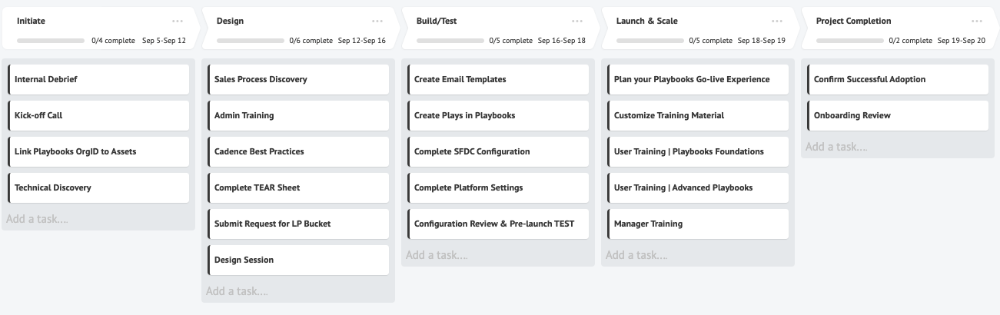 Initiate
0/4 complete Sep 5-Sep 12
Internal Debrief
Kick-off Call
Link Playbooks OrgID to Assets
Technical Discovery
Add a task....
Design
0/6 complete Sep 12-Sep 16
Sales Process Discovery
Admin Training
Cadence Best Practices
Complete TEAR Sheet
Submit Request for LP Bucket
Design Session
Add a task....
Build/Test
0/5 complete Sep 16-Sep 18
Create Email Templates
Create Plays in Playbooks
Complete SFDC Configuration
Complete Platform Settings
Configuration Review & Pre-launch TEST
Add a task....
Launch & Scale
0/5 complete Sep 18-Sep 19
Plan your Playbooks Go-live Experience
Customize Training Material
User Training | Playbooks Foundations
User Training | Advanced Playbooks
Manager Training
Add a task....
Project Completion
0/2 complete Sep 19-Sep 20
Confirm Successful Adoption
Onboarding Review
Add a task....